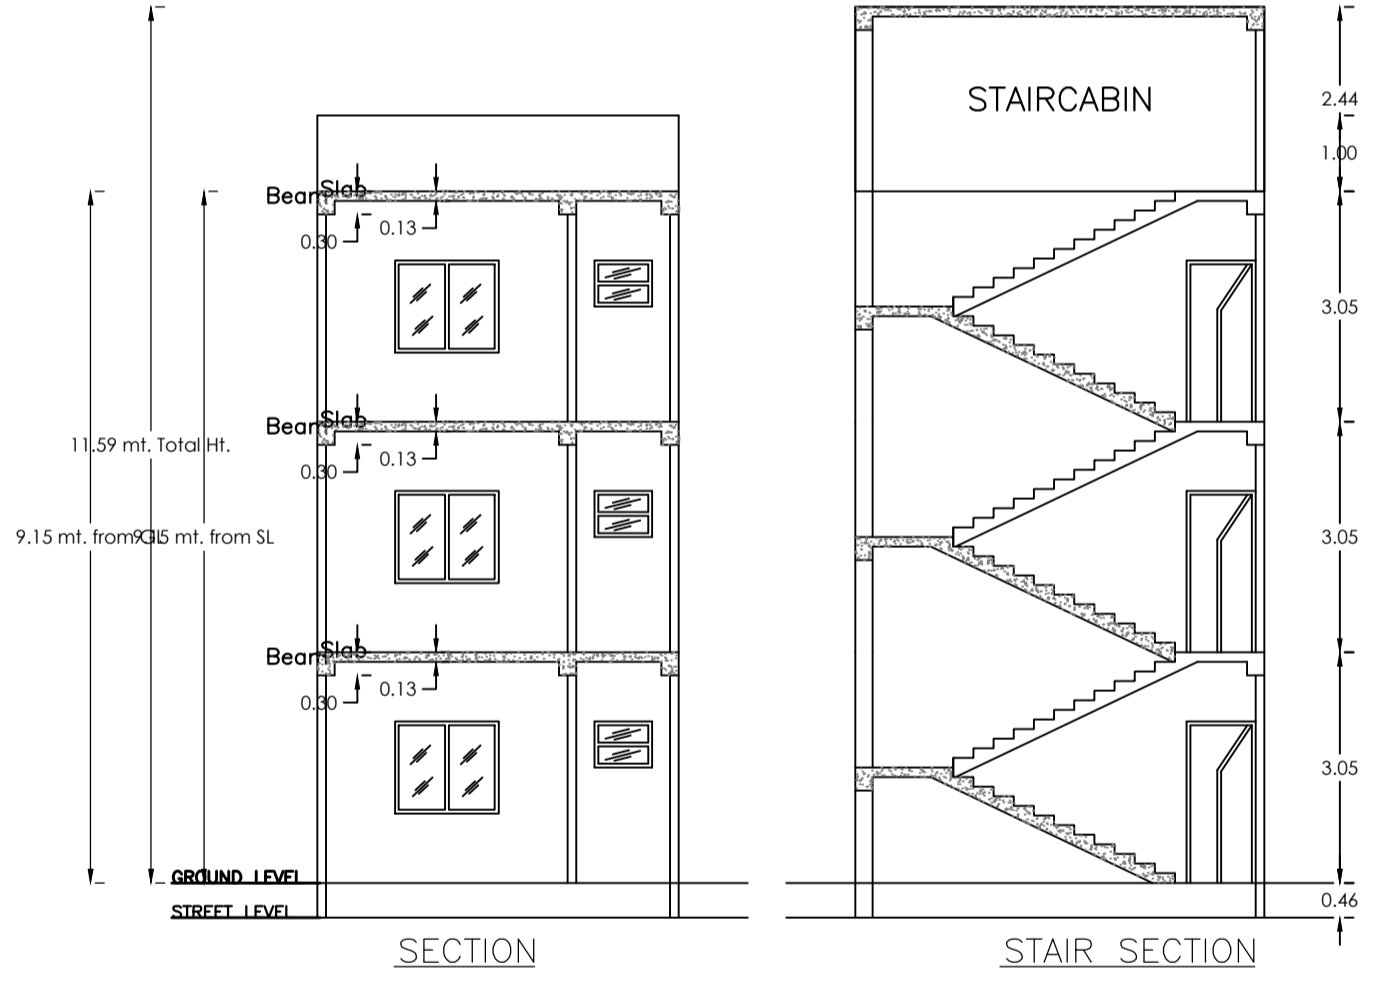 STAIRCABIN
2.44
1.00
Slab
Beam
0.30
0.13
3.05
Slab
Beam
0.30
0.13
11.59 mt. Total Ht.
9.15 mt. from GL
9.15 mt. from SL
3.05
Slab
Beam
0.30
0.13
3.05
GROUND LEVEL
0.46
STREET LEVEL
SECTION
STAIR SECTION